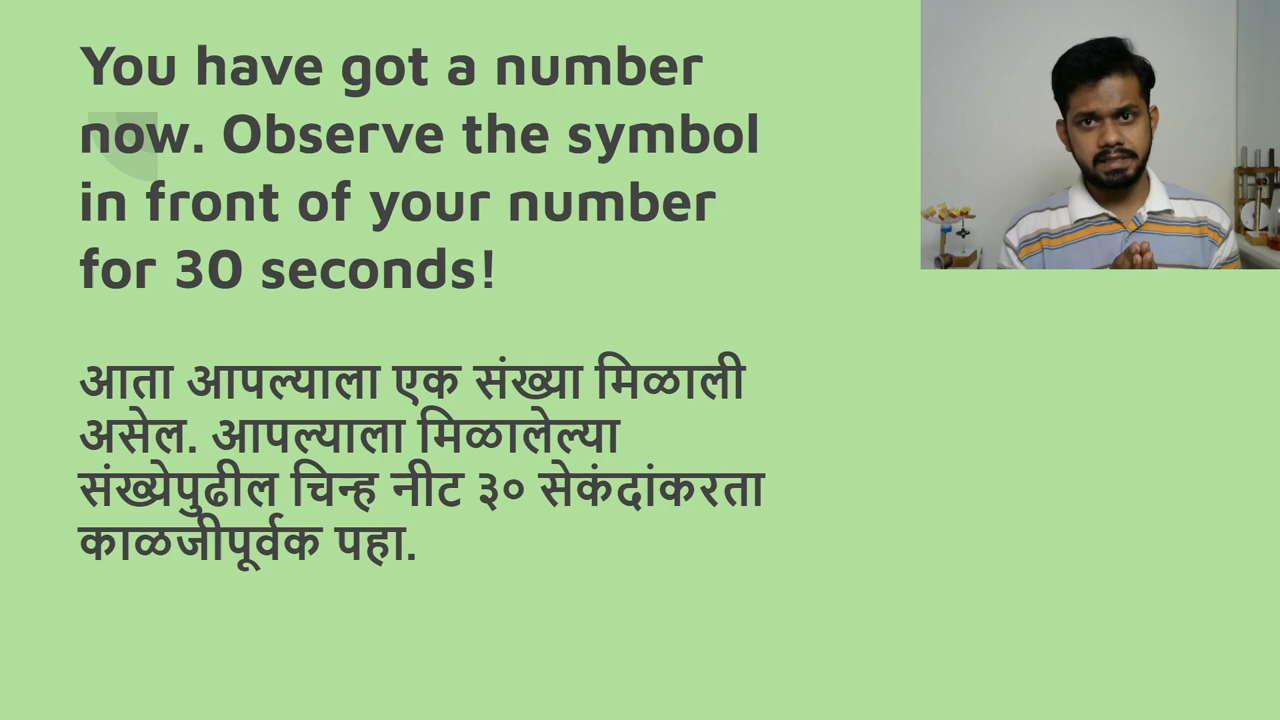 You have got a number
now. Observe the symbol
in front of your number
for 30 seconds!
आता आपल्याला एक संख्या मिळाली
असेल. आपल्याला मिळालेल्या
संख्येपुढील चिन्ह नीट ३० सेकंदांकरता
काळजीपूर्वक पहा.